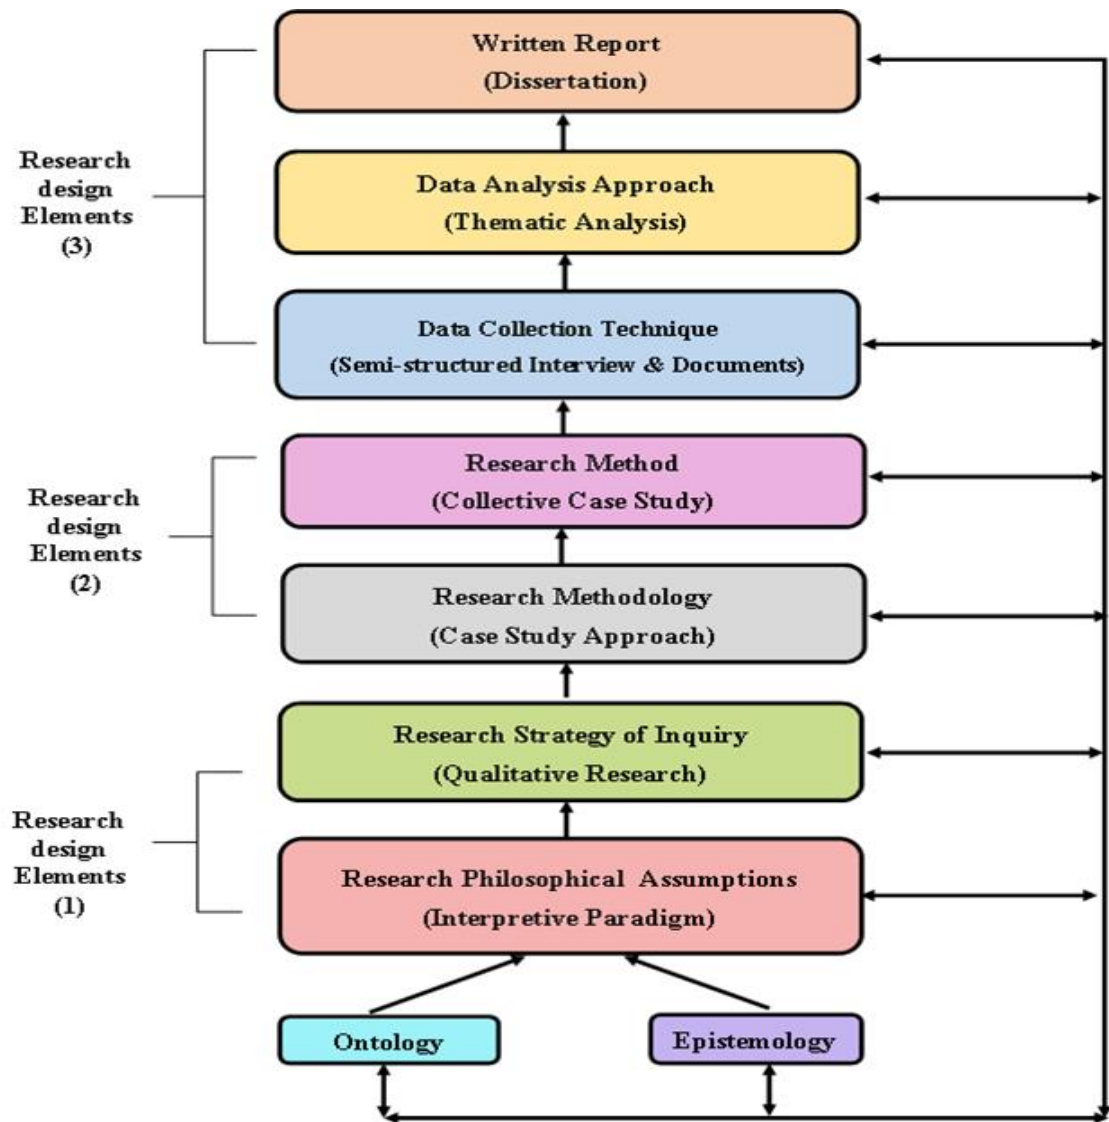 Written Report
(Dissertation)
Research
design
Elements
(3)
Data Analysis Approach
(Thematic Analysis)
Data Collection Technique
(Semi-structured Interview & Documents)
Research
design
Elements
(2)
Research Method
(Collective Case Study)
Research Methodology
(Case Study Approach)
Research
design
Elements
(1)
Research Strategy of Inquiry
(Qualitative Research)
Research Philosophical Assumptions
(Interpretive Paradigm)
Ontology
Epistemology